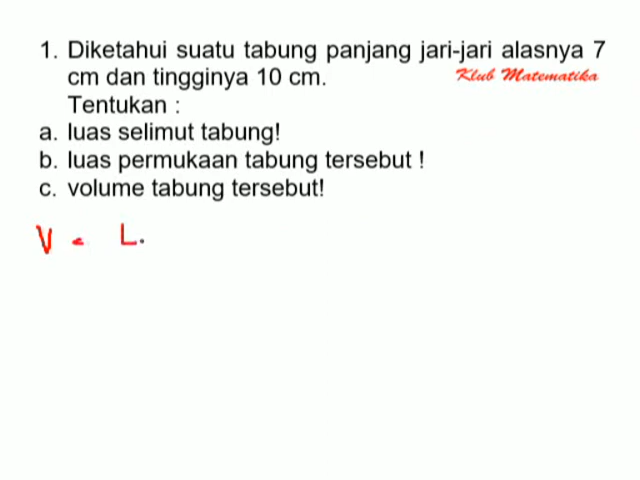 1. Diketahui suatu tabung panjang jari-jari alasnya 7
cm dan tingginya 10 cm.
Klub Matematika
Tentukan :
a. luas selimut tabung!
b. luas permukaan tabung tersebut !
c. volume tabung tersebut!
V = L.